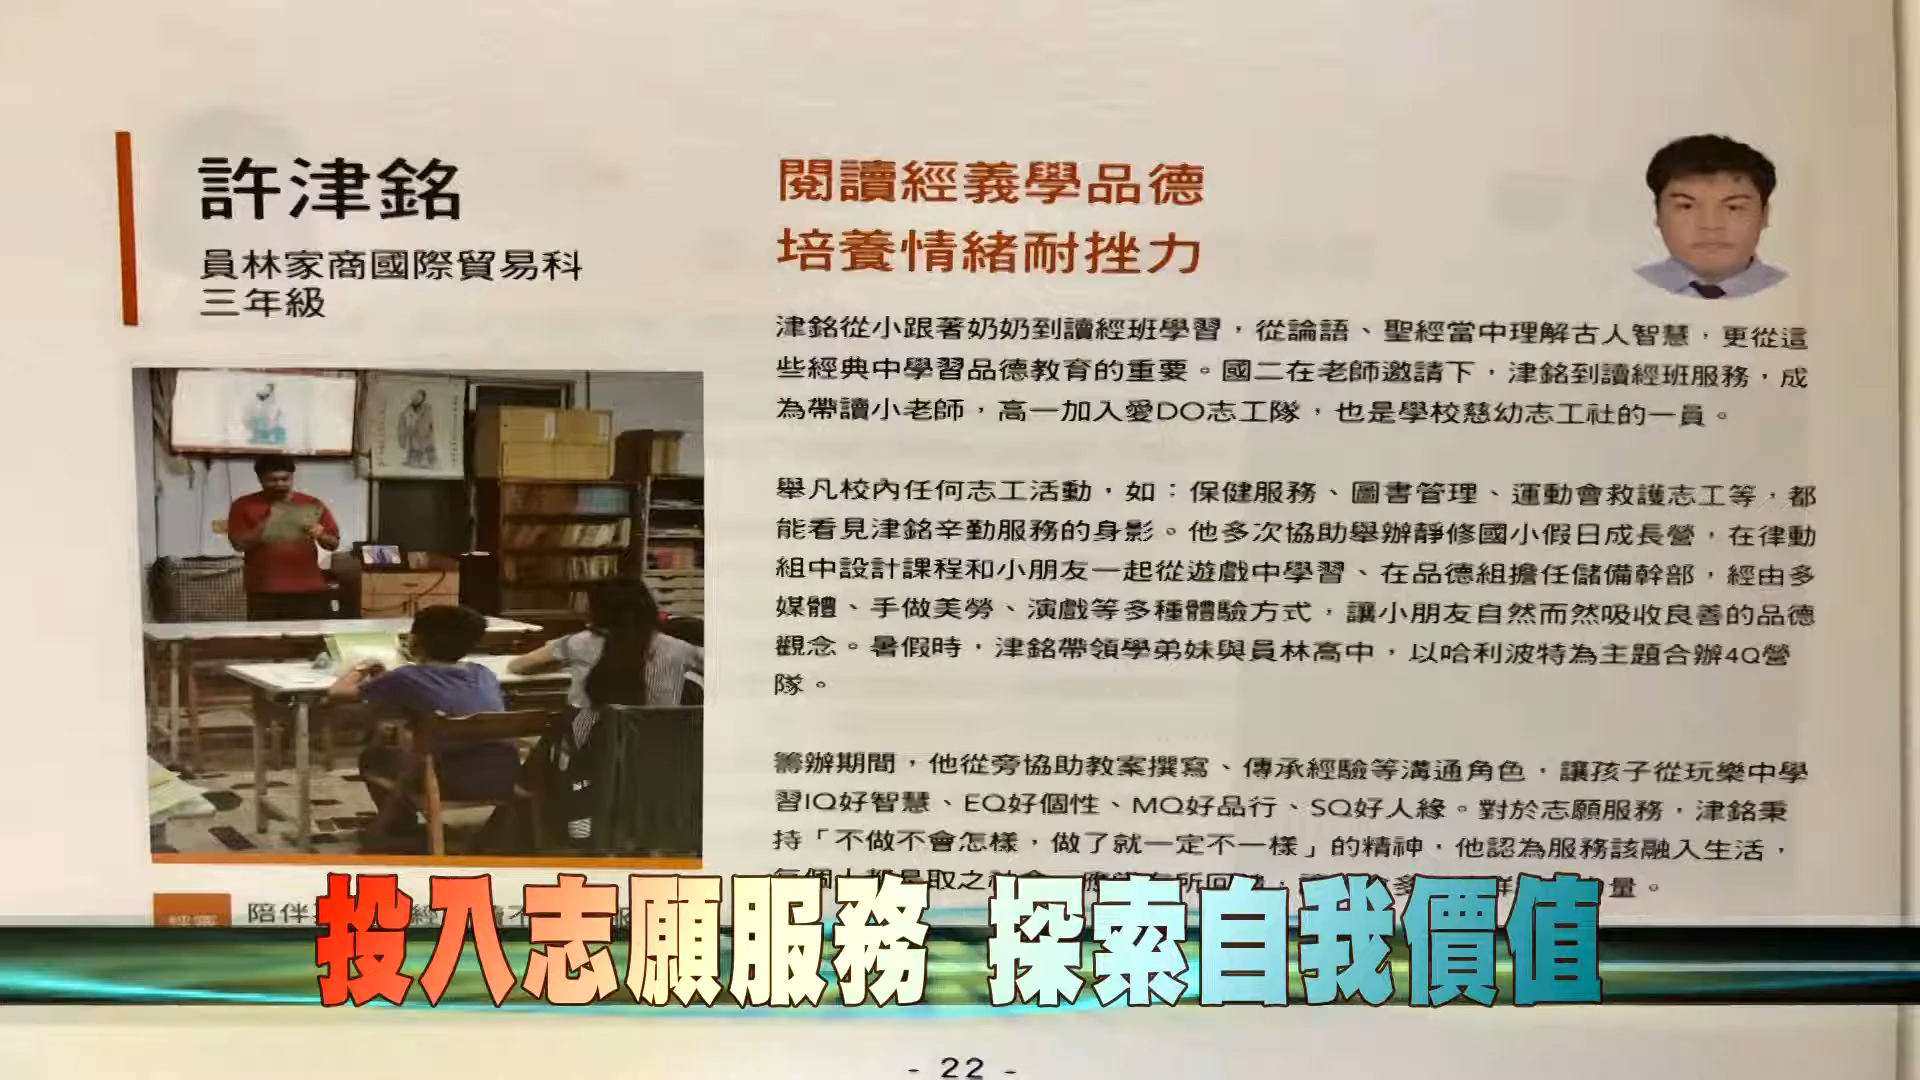 許津銘
員林家商國際貿易科
三年級
閱讀經義學品德
培養情緒耐挫力
津銘從小跟著奶奶到讀經班學習，從論語、聖經當中理解古人智慧，更從這
些經典中學習品德教育的重要。國二在老師邀請下，津銘到讀經班服務，成
為帶讀小老師，高一加入愛DO志工隊，也是學校慈幼志工社的一員。
舉凡校內任何志工活動，如：保健服務、圖書管理、運動會救護志工等，都
能看見津銘辛勤服務的身影。他多次協助舉辦靜修國小假日成長營，在律動
組中設計課程和小朋友一起從遊戲中學習、在品德組擔任儲備幹部，經由多
媒體、手做美勞、演戲等多種體驗方式，讓小朋友自然而然吸收良善的品德
觀念。暑假時，津銘帶領學弟妹與員林高中，以哈利波特為主題合辦4Q營
隊。
籌辦期間，他從旁協助教案撰寫、傳承經驗等溝通角色，讓孩子從玩樂中學
習IQ好智慧、EQ好個性、MQ好品行、SQ好人緣。對於志願服務，津銘秉
持「不做不會怎樣，做了就一定不一樣」的精神，他認為服務該融入生活，
取之
量。
陪伴
投入志願服務 探索自我價值
- 22 -